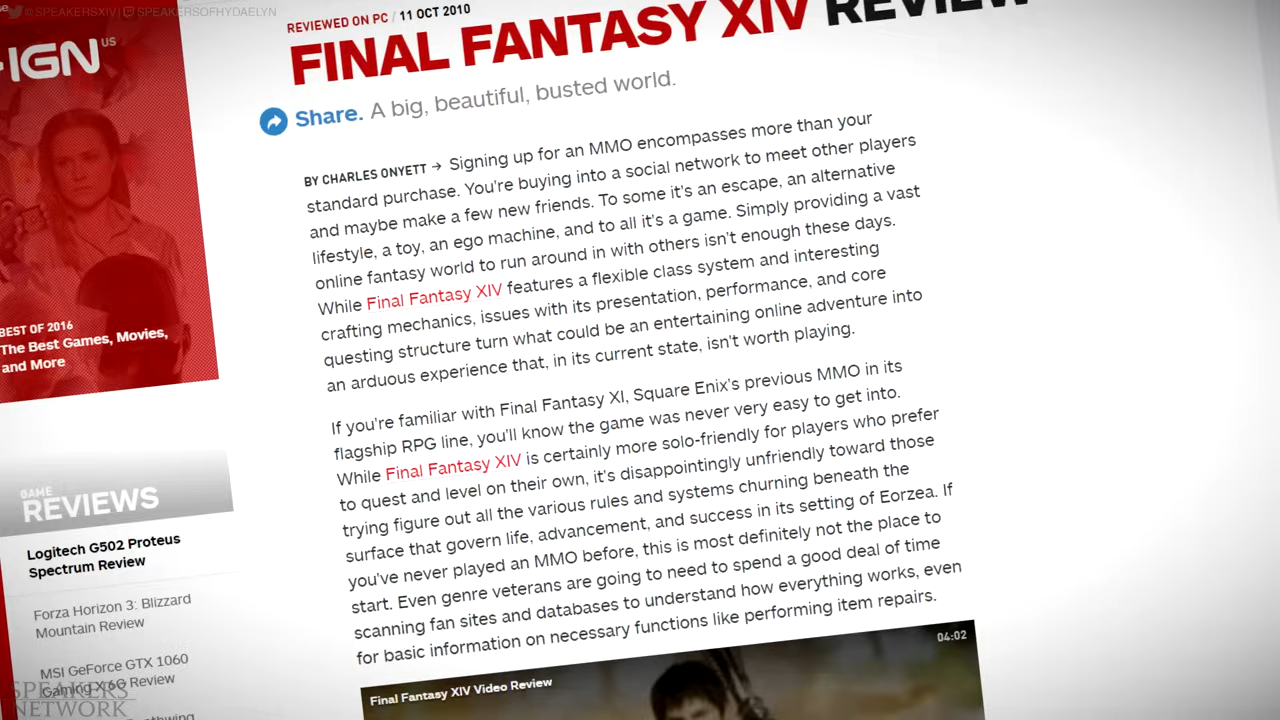 @SPEAKERSXIV | SPEAKERSOFHYDAELYN
IGN US
BEST OF 2016
The Best Games, Movies,
and More
GAME
REVIEWS
Logitech G502 Proteus
Spectrum Review
Forza Horizon 3: Blizzard
Mountain Review
MSI GeForce GTX 1060
Gaming X 6G Review
SPEAKERS
NETWORK
REVIEWED ON PC / 11 OCT 2010
FINAL FANTASY XIV REVIEW
Share. A big, beautiful, busted world.
BY CHARLES ONYETT → Signing up for an MMO encompasses more than your
standard purchase. You're buying into a social network to meet other players
and maybe make a few new friends. To some it's an escape, an alternative
lifestyle, a toy, an ego machine, and to all it's a game. Simply providing a vast
online fantasy world to run around in with others isn't enough these days.
While Final Fantasy XIV features a flexible class system and interesting
crafting mechanics, issues with its presentation, performance, and core
questing structure turn what could be an entertaining online adventure into
an arduous experience that, in its current state, isn't worth playing.
If you're familiar with Final Fantasy XI, Square Enix's previous MMO in its
flagship RPG line, you'll know the game was never very easy to get into.
While Final Fantasy XIV is certainly more solo-friendly for players who prefer
to quest and level on their own, it's disappointingly unfriendly toward those
trying figure out all the various rules and systems churning beneath the
surface that govern life, advancement, and success in its setting of Eorzea. If
you've never played an MMO before, this is most definitely not the place to
start. Even genre veterans are going to need to spend a good deal of time
scanning fan sites and databases to understand how everything works, even
for basic information on necessary functions like performing item repairs.
Final Fantasy XIV Video Review
04:02